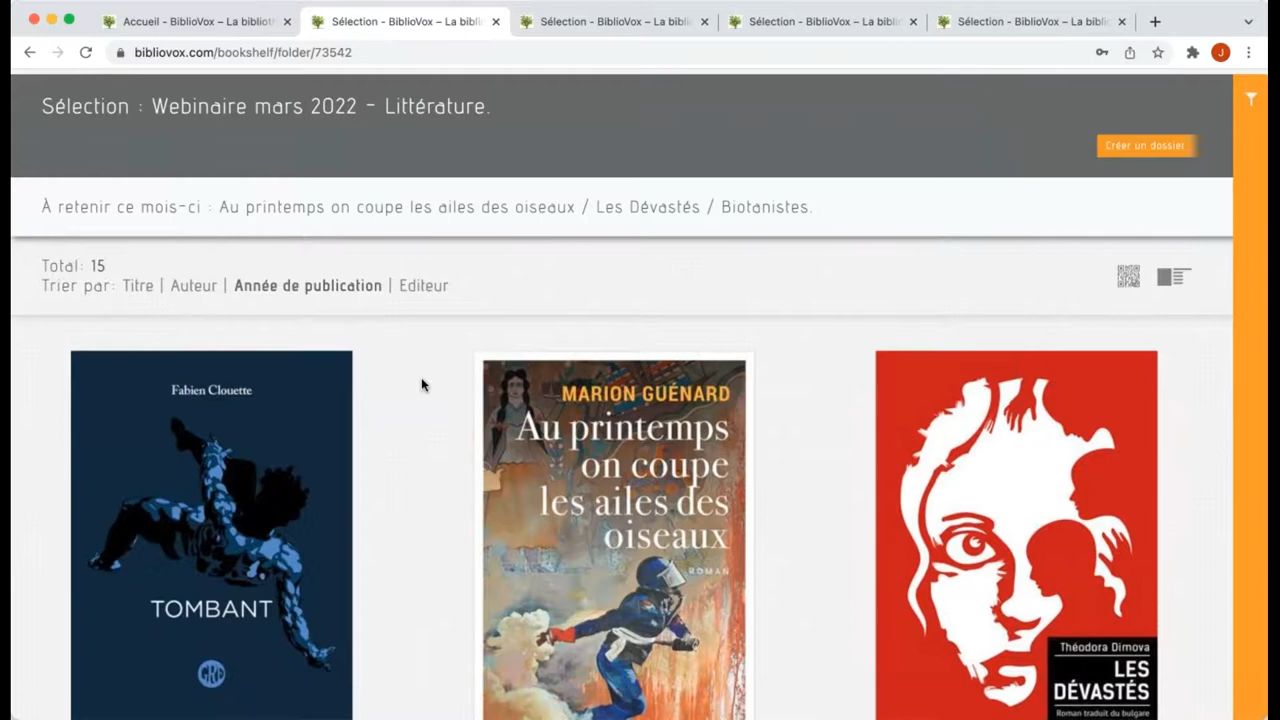 Accueil - BiblioVox – La bibliot
Sélection - BiblioVox – La biblio
Sélection - BiblioVox – La biblio
Sélection - BiblioVox – La biblio
Sélection - BiblioVox – La biblio
bibliovox.com/bookshelf/folder/73542
J
Sélection : Webinaire mars 2022 - Littérature.
Créer un dossier
À retenir ce mois-ci : Au printemps on coupe les ailes des oiseaux / Les Dévastés / Biotanistes.
Total: 15
Trier par: Titre | Auteur | Année de publication | Editeur
Fabien Clouette
TOMBANT
MARION GUÉNARD
Au printemps
on coupe
les ailes des
oiseaux
ROMAN
Théodora Dimova
LES
DÉVASTÉS
Roman traduit du bulgare